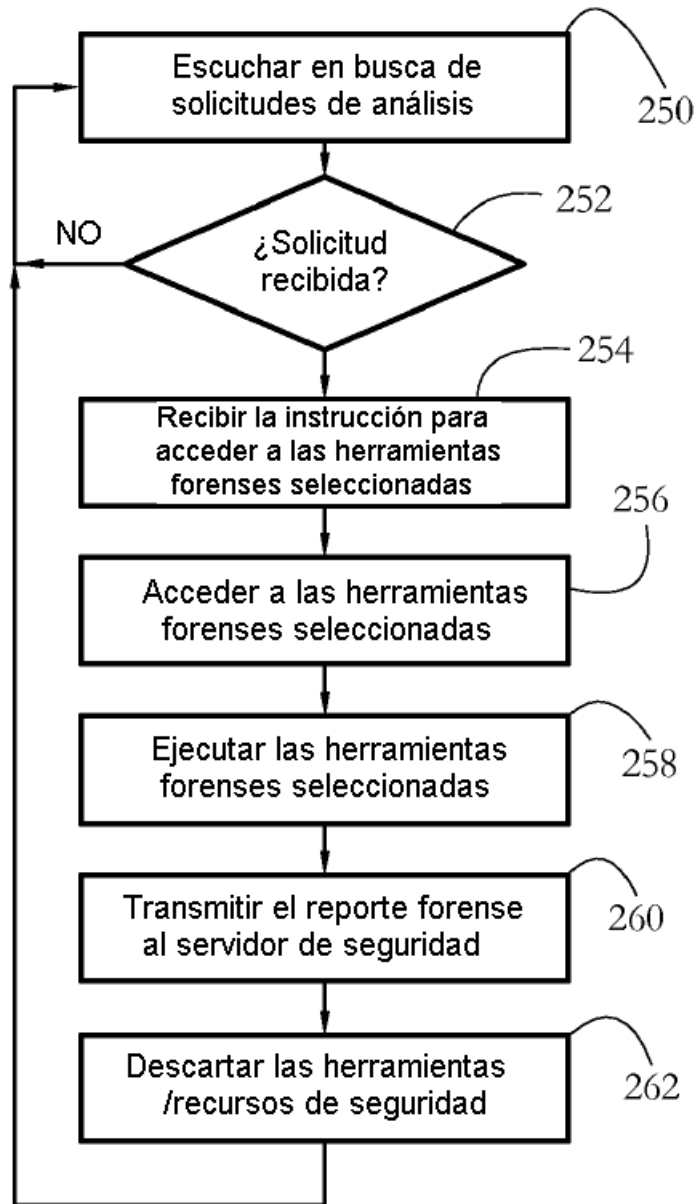 Escuchar en busca de
solicitudes de análisis
250
252
NO
¿Solicitud
recibida?
254
Recibir la instrucción para
acceder a las herramientas
forenses seleccionadas
256
Acceder a las herramientas
forenses seleccionadas
Ejecutar las herramientas
forenses seleccionadas
258
Transmitir el reporte forense
al servidor de seguridad
260
Descartar las herramientas
/recursos de seguridad
262